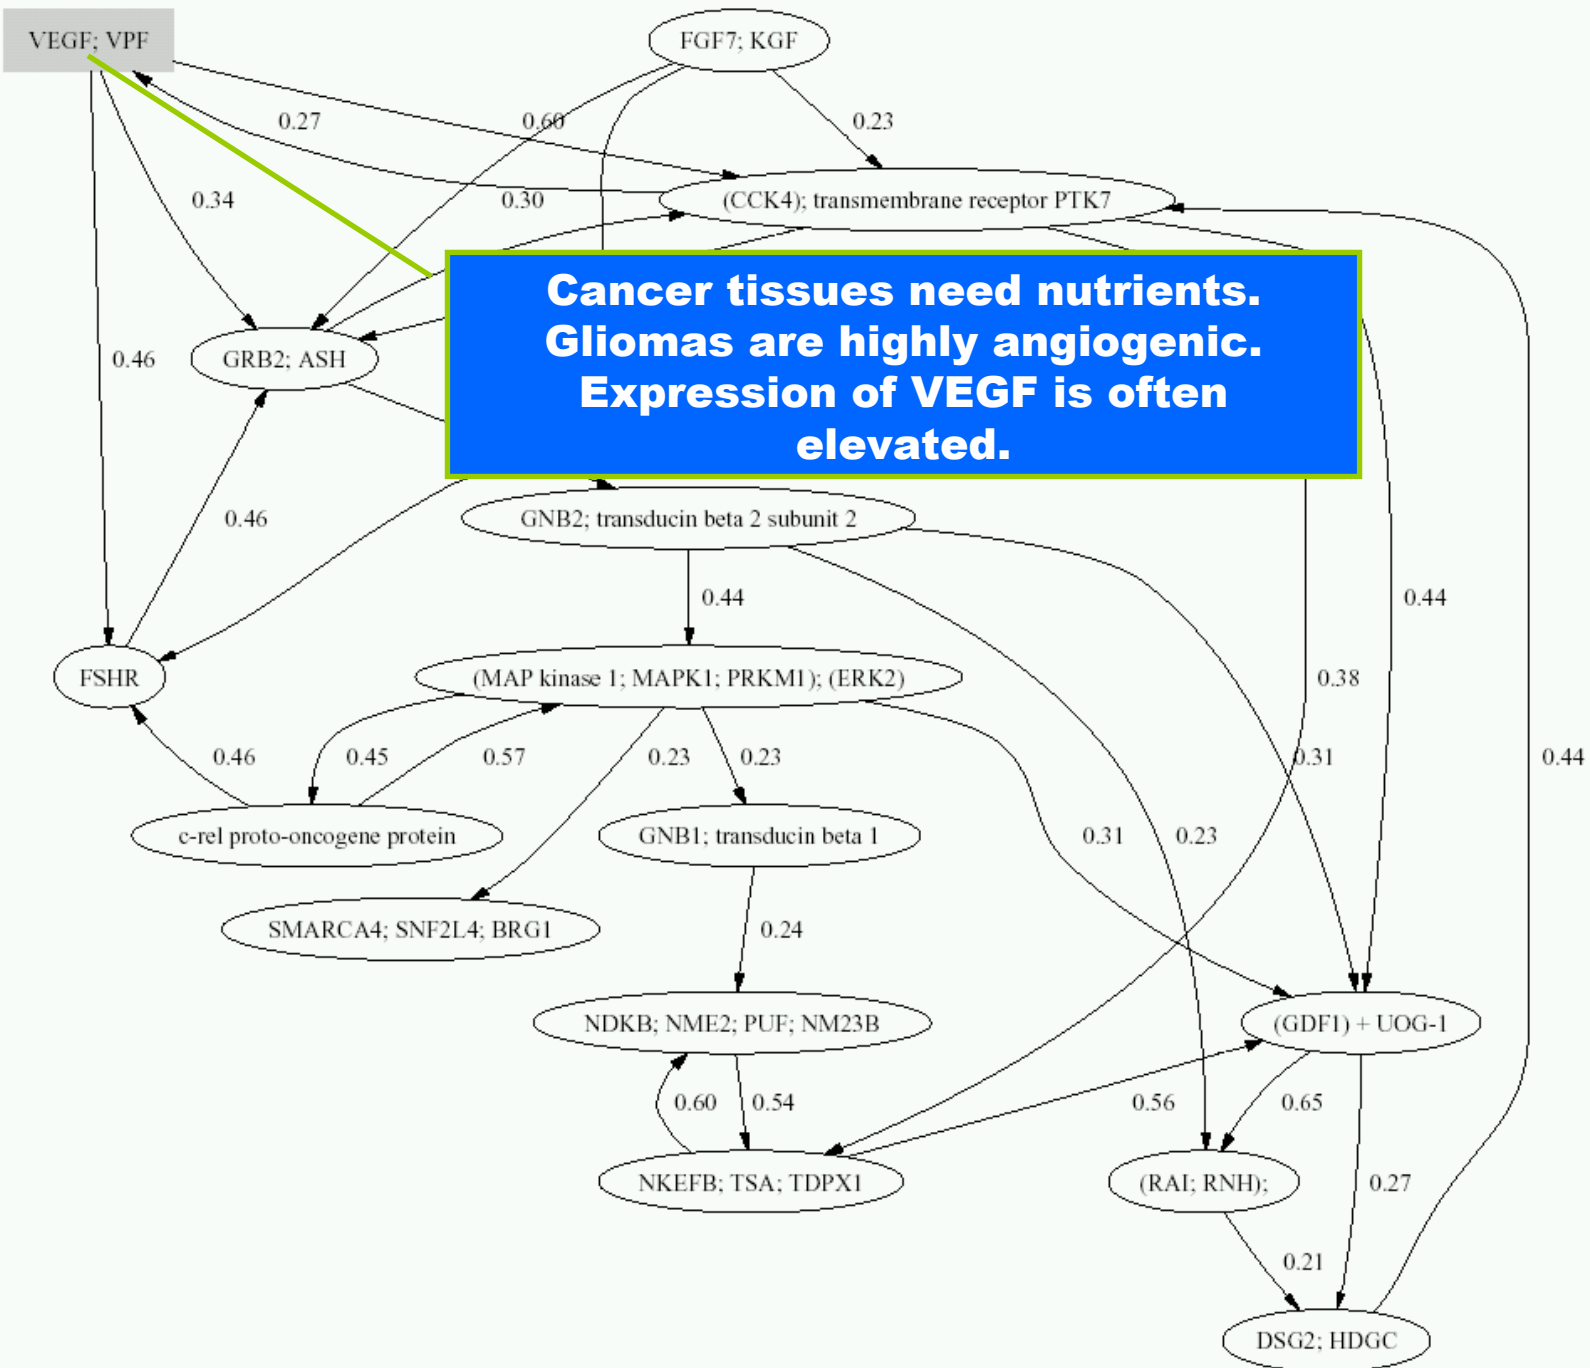 VEGF; VPF
FGF7; KGF
0.27
0.60
0.23
0.34
0.30
(CCK4); transmembrane receptor PTK7
Cancer tissues need nutrients.
Gliomas are highly angiogenic.
Expression of VEGF is often
elevated.
0.46
GRB2; ASH
0.46
GNB2; transducin beta 2 subunit 2
0.44
0.44
FSHR
(MAP kinase 1; MAPK1; PRKM1); (ERK2)
0.38
0.46
0.45
0.57
0.23
0.23
0.31
0.44
c-rel proto-oncogene protein
GNB1; transducin beta 1
0.31
0.23
SMARCA4; SNF2L4; BRG1
0.24
NDKB; NME2; PUF; NM23B
(GDF1) + UOG-1
0.60
0.54
0.56
0.65
NKEFB; TSA; TDPX1
(RAI; RNH);
0.27
0.21
DSG2; HDGC